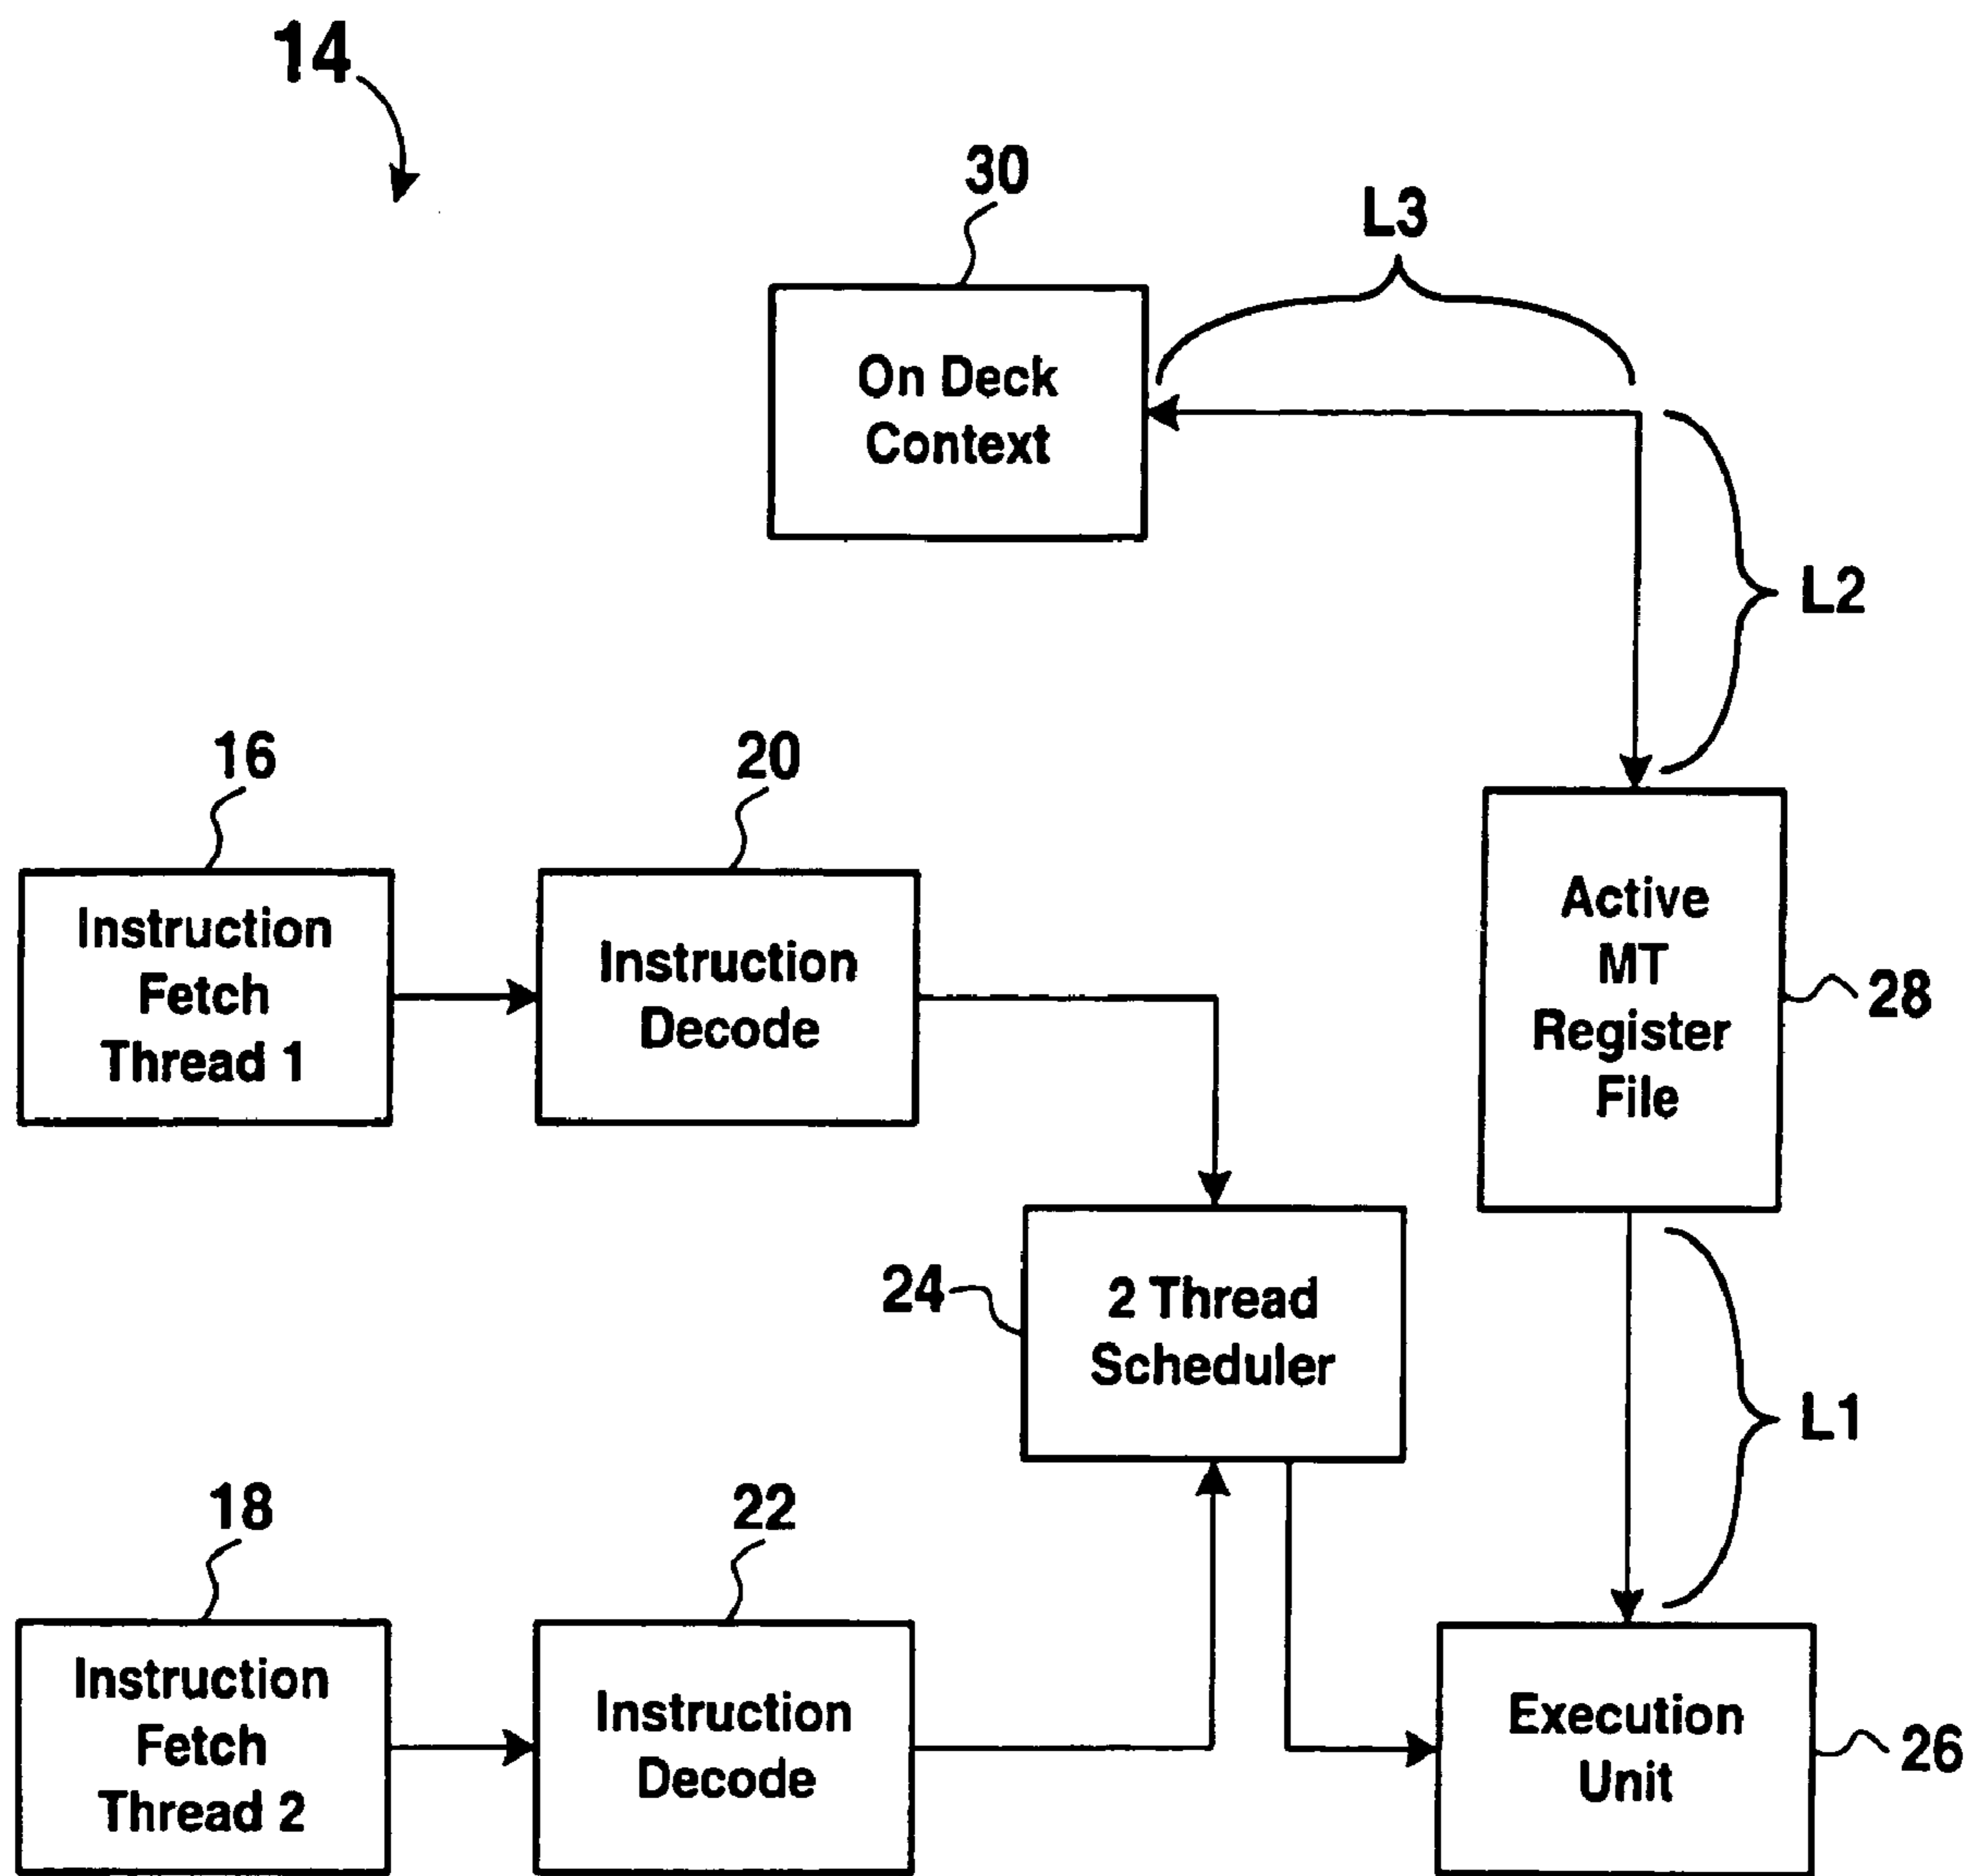 14
30
L3
On Deck
Context
L2
16
20
Instruction
Fetch
Thread 1
Instruction
Decode
Active
MT
Register
File
28
24
2 Thread
Scheduler
L1
18
22
Instruction
Fetch
Thread 2
Instruction
Decode
Execution
Unit
26